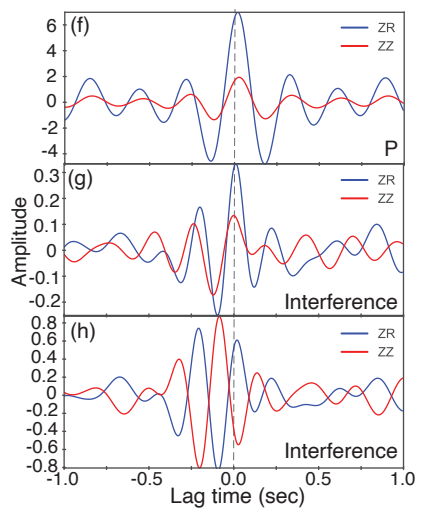 (f)
ZR
ZZ
6
4
2
0
-2
-4
P
(g)
ZR
ZZ
0.3
0.2
0.1
0
-0.1
-0.2
Amplitude
Interference
(h)
ZR
ZZ
0.8
0.6
0.4
0.2
0
-0.2
-0.4
-0.6
-0.8
Interference
-1.0
-0.5
0.0
0.5
1.0
Lag time (sec)